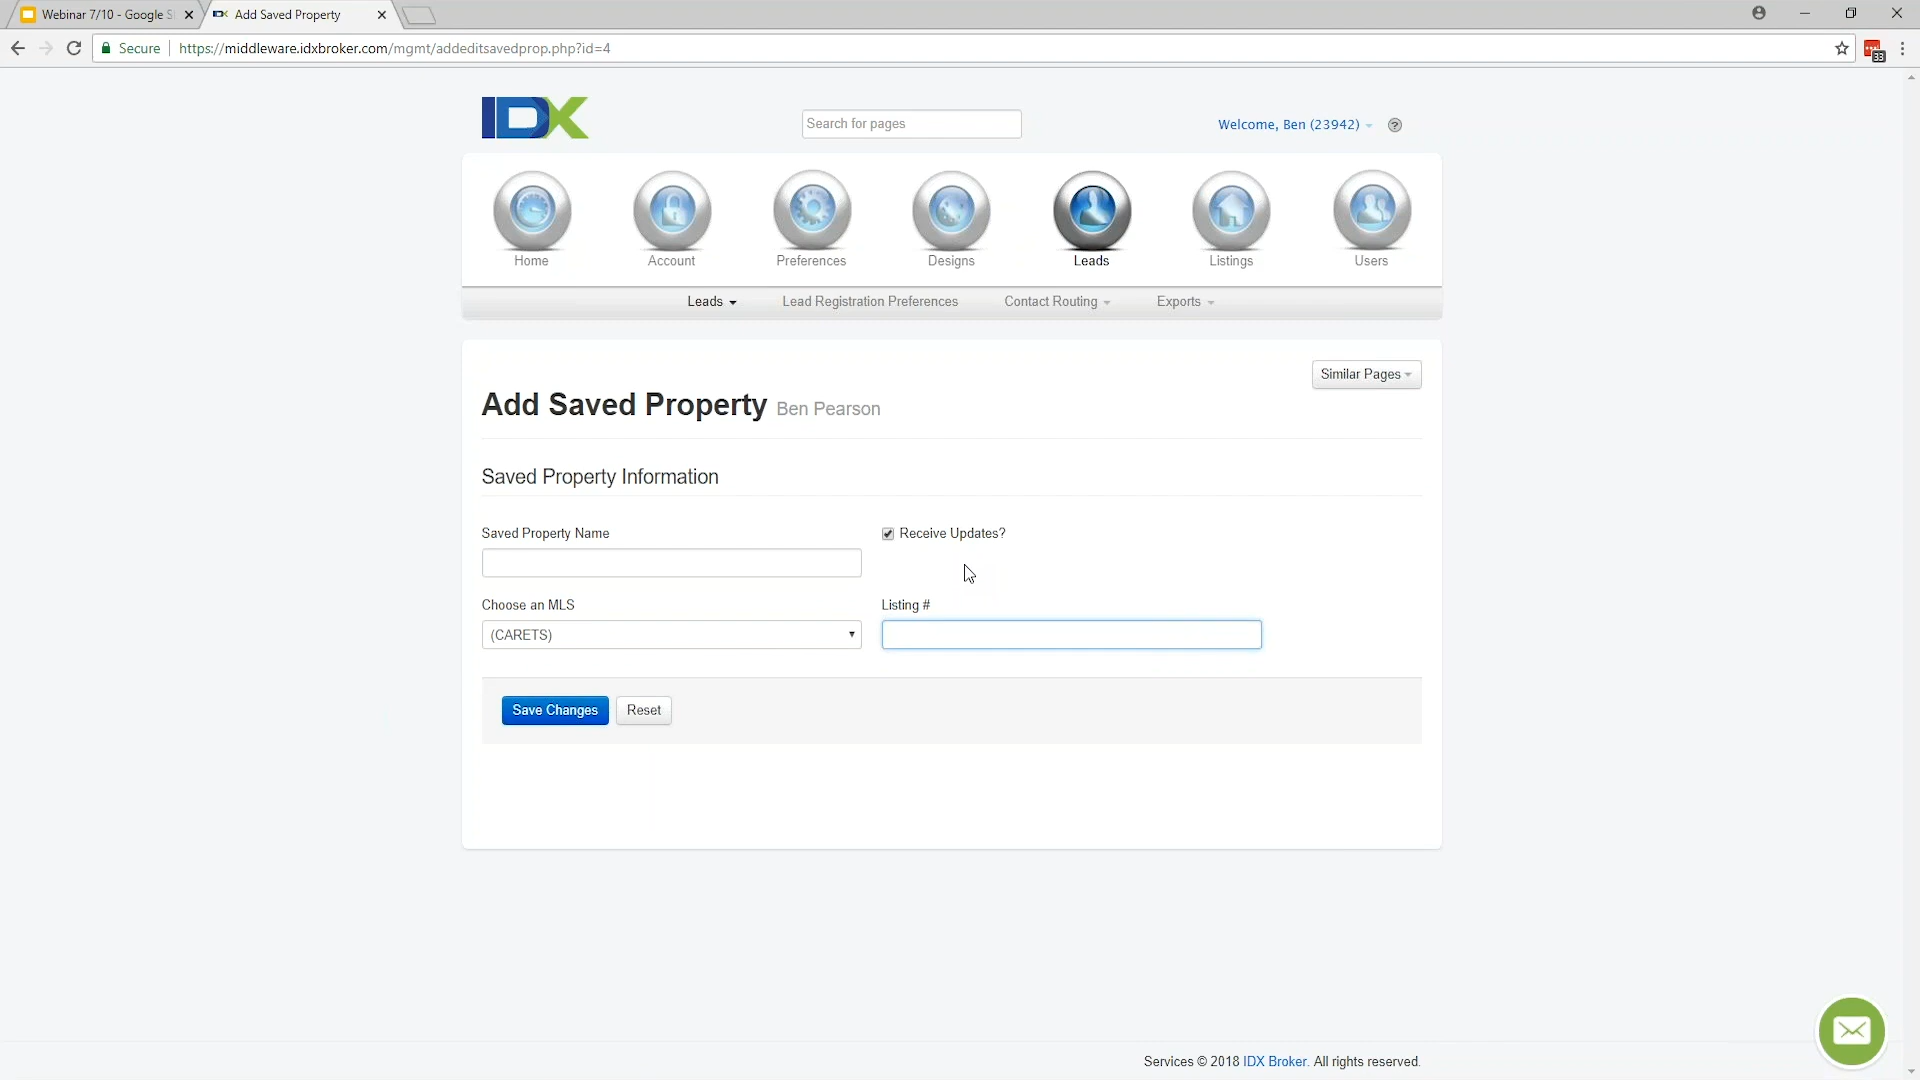 Webinar 7/10 - Google S
Add Saved Property
Secure
https://middleware.idxbroker.com/mgmt/addeditsavedprop.php?id=4
33
IDX
Search for pages
Welcome, Ben (23942)
?
Home
Account
Preferences
Designs
Leads
Listings
Users
Leads
Lead Registration Preferences
Contact Routing
Exports
Similar Pages
Add Saved Property Ben Pearson
Saved Property Information
Saved Property Name
Receive Updates?
Choose an MLS
Listing #
(CARETS)
Save Changes
Reset
Services © 2018 IDX Broker. All rights reserved.